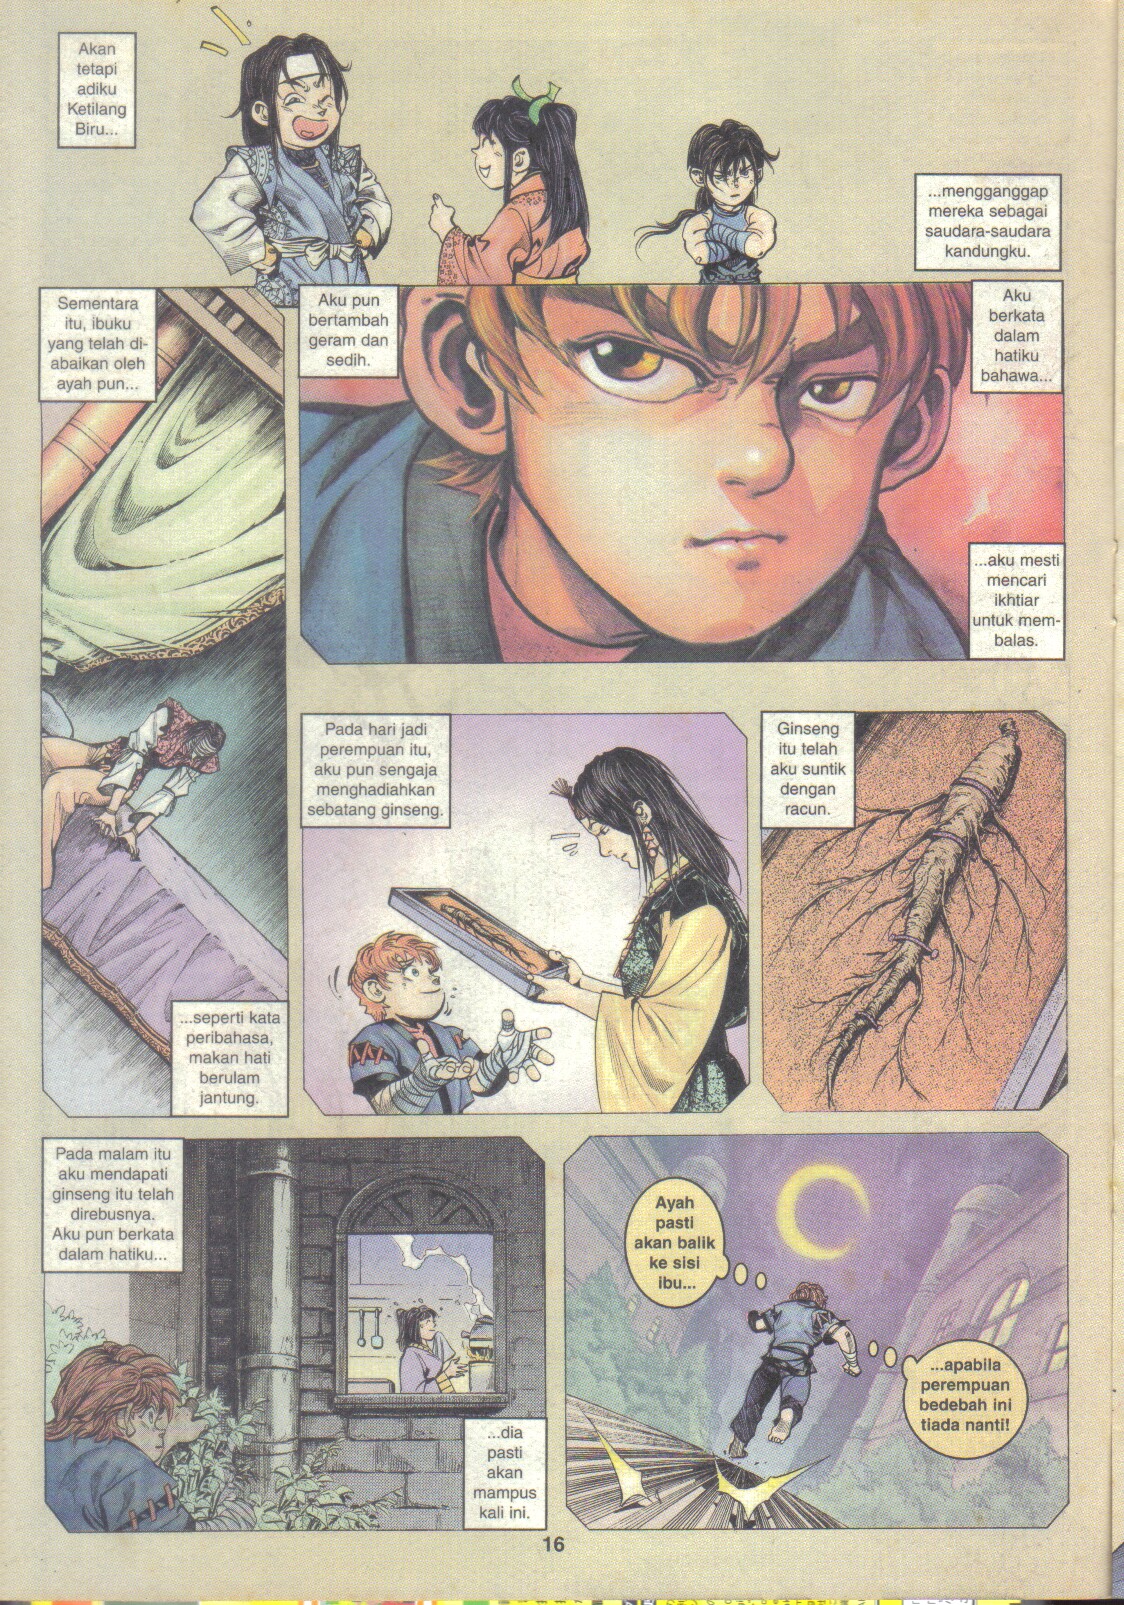 Akan
tetapi
adiku
Ketilang
Biru...
...mengganggap
mereka sebagai
saudara-saudara
kandungku.
Sementara
itu, ibuku
yang telah di-
abaikan oleh
ayah pun...
...seperti kata
peribahasa,
makan hati
berulam
jantung.
Aku pun
bertambah
geram dan
sedih.
Aku
berkata
dalam
hatiku
bahawa...
...aku mesti
mencari
ikhtiar
untuk mem-
balas.
Pada hari jadi
perempuan itu,
aku pun sengaja
menghadiahkan
sebatang ginseng.
Ginseng
itu telah
aku suntik
dengan
racun.
Pada malam itu
aku mendapati
ginseng itu telah
direbusnya.
Aku pun berkata
dalam hatiku...
...dia
pasti
akan
mampus
kali ini.
Ayah
pasti
akan balik
ke sisi
ibu...
...apabila
perempuan
bedebah ini
tiada nanti!
16